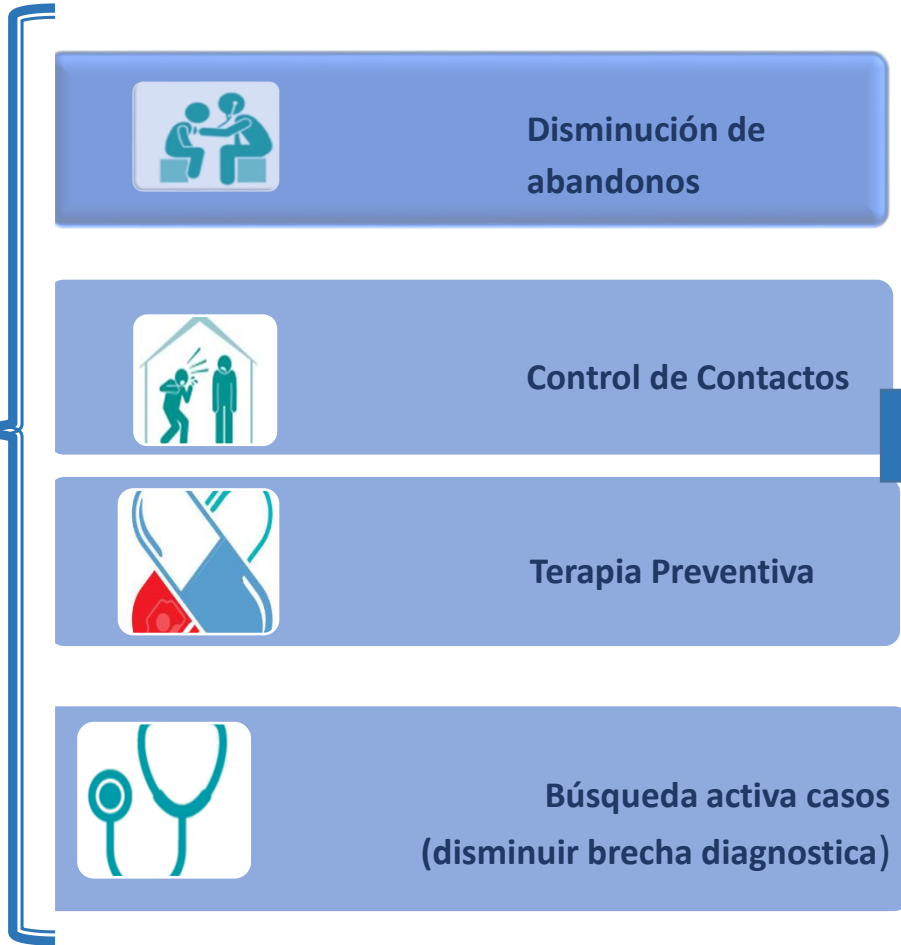 Disminución de
abandonos
Control de Contactos
Terapia Preventiva
Búsqueda activa casos
(disminuir brecha diagnostica)